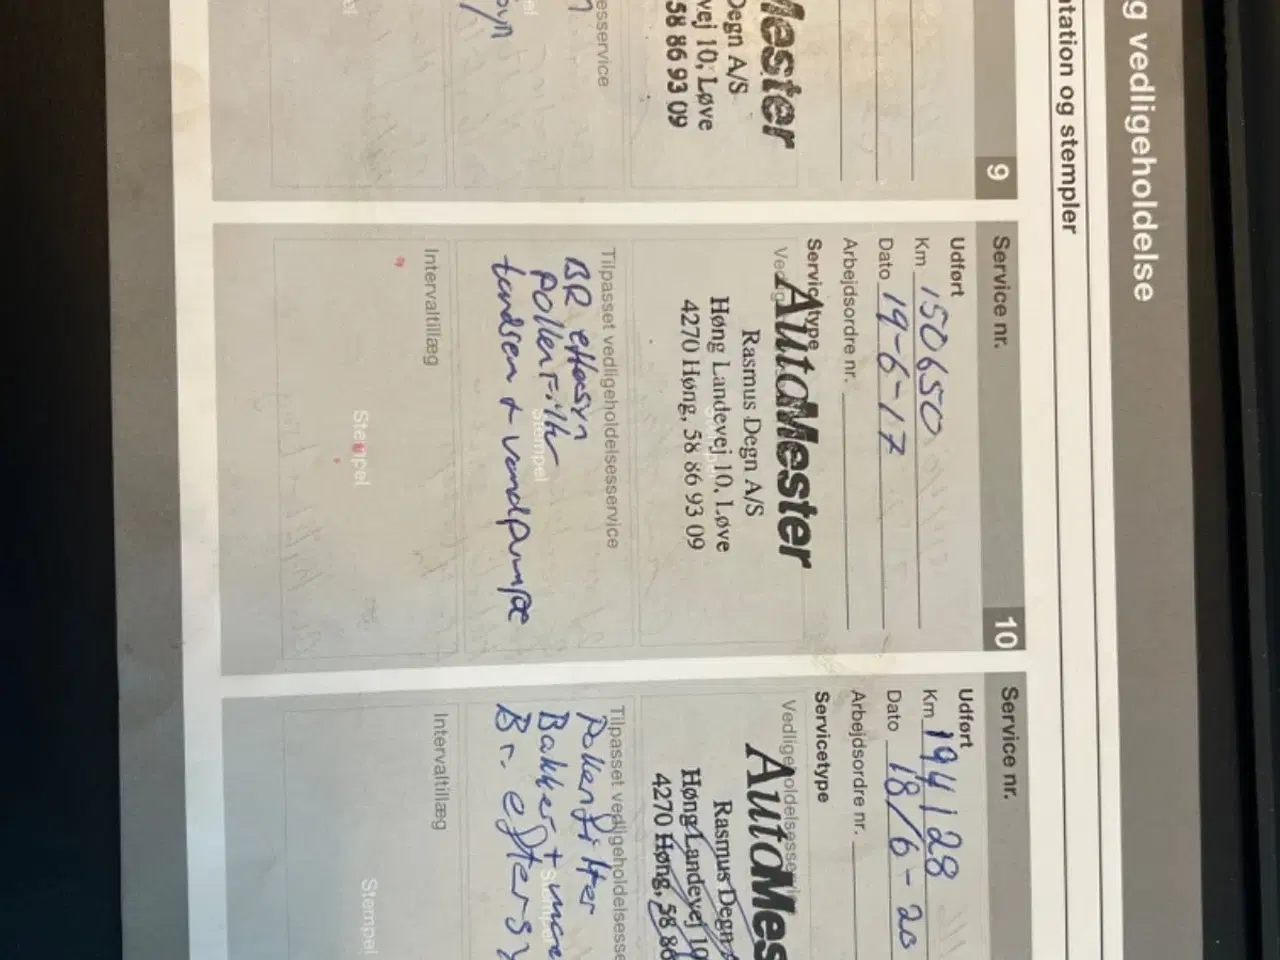 g vedligeholdelse
tation og stempler
9
Mester
Degn A/S
vej 10, Løve
58 86 93 09
esservice
Service nr.
10
Udført
Km 150650
Dato 19-6-17
Arbejdsordre nr.
Servicetype
AutoMester
Rasmus Degn A/S
Høng Landevej 10, Løve
4270 Høng, 58 86 93 09
Tilpasset vedligeholdelsesservice
BR eftersyn
Pollenfilter
tandrem + vandpumpe
Stempel
Intervaltillæg
Stempel
Service nr.
Udført
Km 194128
Dato 18/6-20
Arbejdsordre nr.
Servicetype
Vedligeholdelsesservi
AutoMes
Rasmus Degn
Høng Landevej 10
4270 Høng, 58 86
Tilpasset vedligeholdelsesse
Pollenfilter
Bakker +
Br. eftersy
Intervaltillæg
Stempel